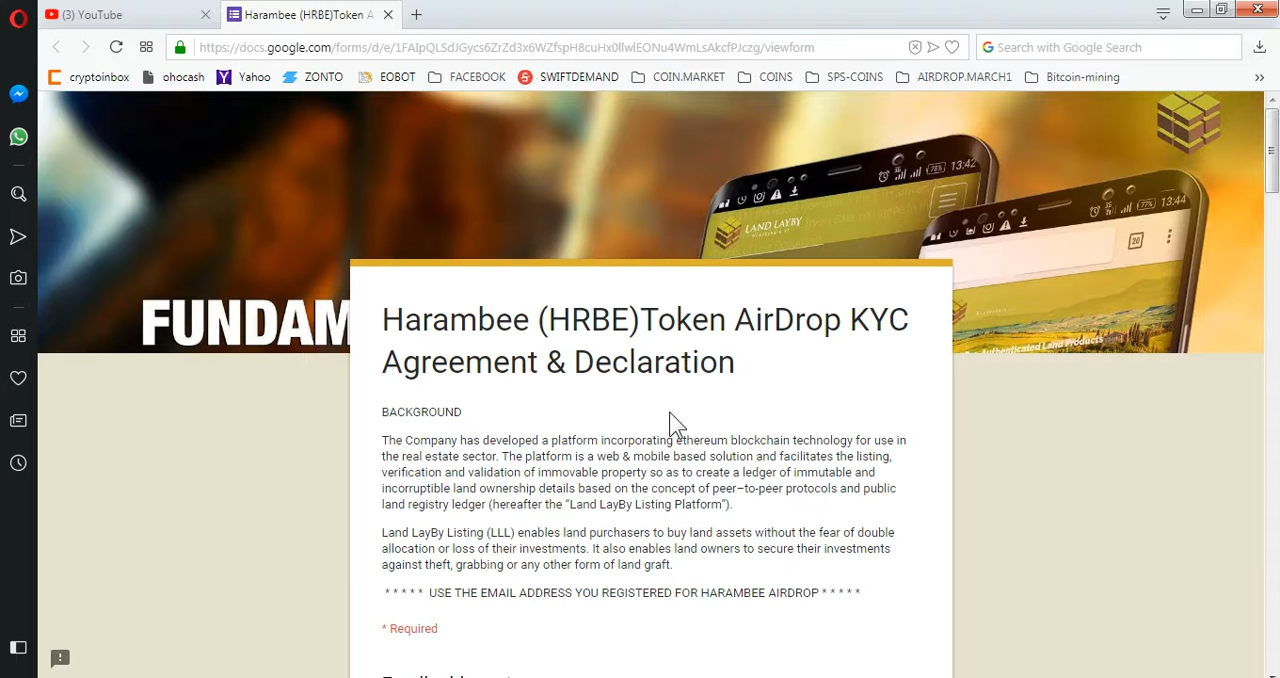 (3) YouTube
Harambee (HRBE)Token A
https://docs.google.com/forms/d/e/1FAIpQLSdJGycs6ZrZd3x6WZfspH8cuHx0llwlEONu4WmLsAkcfPJczg/viewform
Search with Google Search
cryptoinbox
ohocash
Yahoo
ZONTO
EOBOT
FACEBOOK
SWIFTDEMAND
COIN.MARKET
COINS
SPS-COINS
AIRDROP.MARCH1
Bitcoin-mining
»
78% 13:42
LAND LAYBY
77% 13:44
20
Authenticated Land Products
FUNDAM
Harambee (HRBE)Token AirDrop KYC
Agreement & Declaration
BACKGROUND
The Company has developed a platform incorporating ethereum blockchain technology for use in
the real estate sector. The platform is a web & mobile based solution and facilitates the listing,
verification and validation of immovable property so as to create a ledger of immutable and
incorruptible land ownership details based on the concept of peer–to-peer protocols and public
land registry ledger (hereafter the “Land LayBy Listing Platform”).
Land LayBy Listing (LLL) enables land purchasers to buy land assets without the fear of double
allocation or loss of their investments. It also enables land owners to secure their investments
against theft, grabbing or any other form of land graft.
* * * * * USE THE EMAIL ADDRESS YOU REGISTERED FOR HARAMBEE AIRDROP * * * * *
* Required